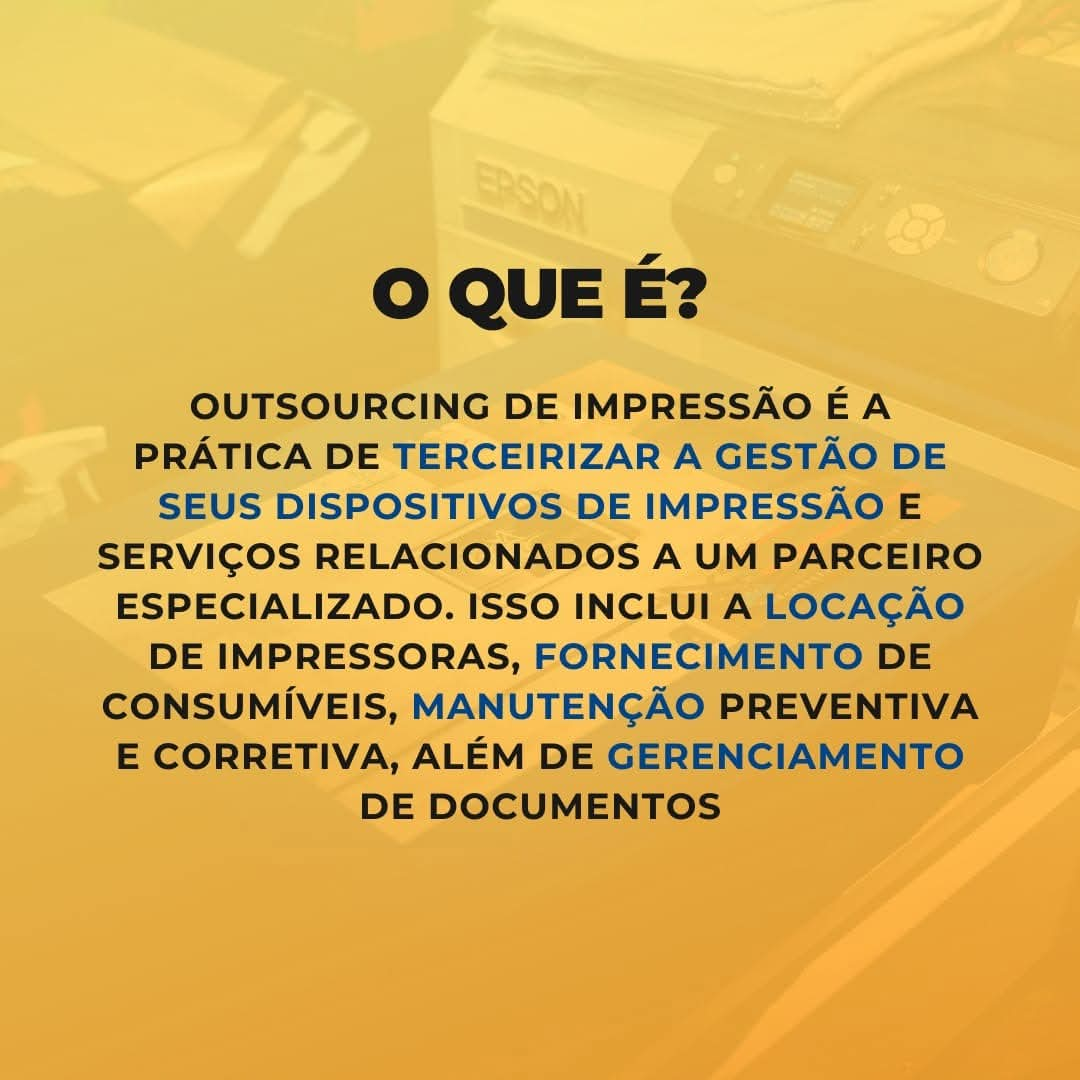 EPSON
O QUE É?
OUTSOURCING DE IMPRESSÃO É A
PRÁTICA DE TERCEIRIZAR A GESTÃO DE
SEUS DISPOSITIVOS DE IMPRESSÃO E
SERVIÇOS RELACIONADOS A UM PARCEIRO
ESPECIALIZADO. ISSO INCLUI A LOCAÇÃO
DE IMPRESSORAS, FORNECIMENTO DE
CONSUMÍVEIS, MANUTENÇÃO PREVENTIVA
E CORRETIVA, ALÉM DE GERENCIAMENTO
DE DOCUMENTOS